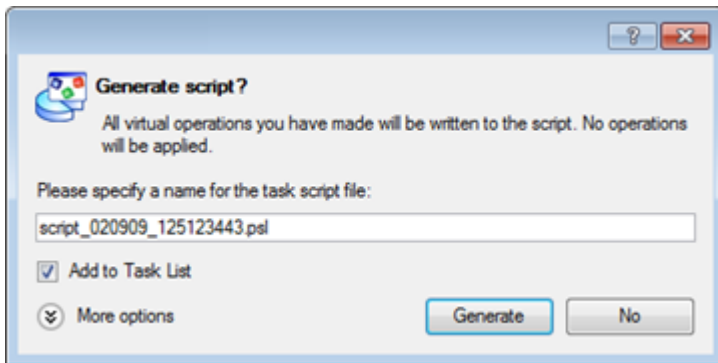 ?
Generate script?
All virtual operations you have made will be written to the script. No operations
will be applied.
Please specify a name for the task script file:
script_020909_125123443.psl
Add to Task List
More options
Generate
No